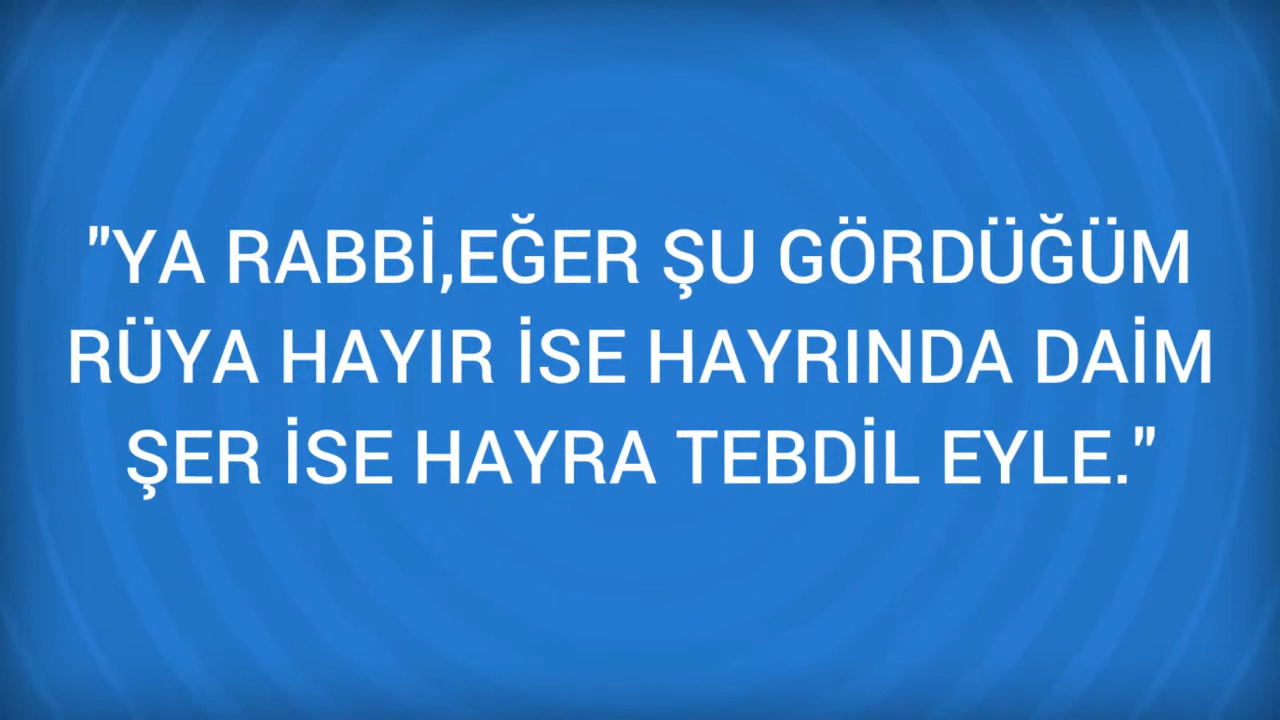 "YA RABBİ,EĞER ŞU GÖRDÜĞÜM
RÜYA HAYIR İSE HAYRINDA DAİM
ŞER İSE HAYRA TEBDİL EYLE."